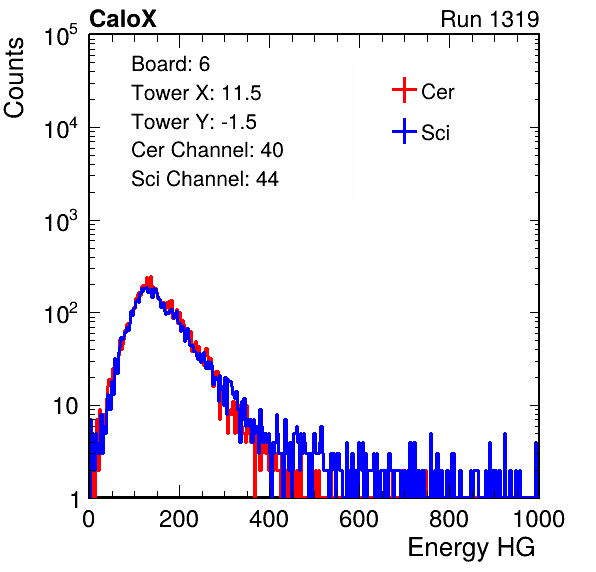 CaloX Run 1319
Counts
10^5
10^4
10^3
10^2
10
1
Board: 6
Tower X: 11.5
Tower Y: -1.5
Cer Channel: 40
Sci Channel: 44
Cer
Sci
0 200 400 600 800 1000
Energy HG